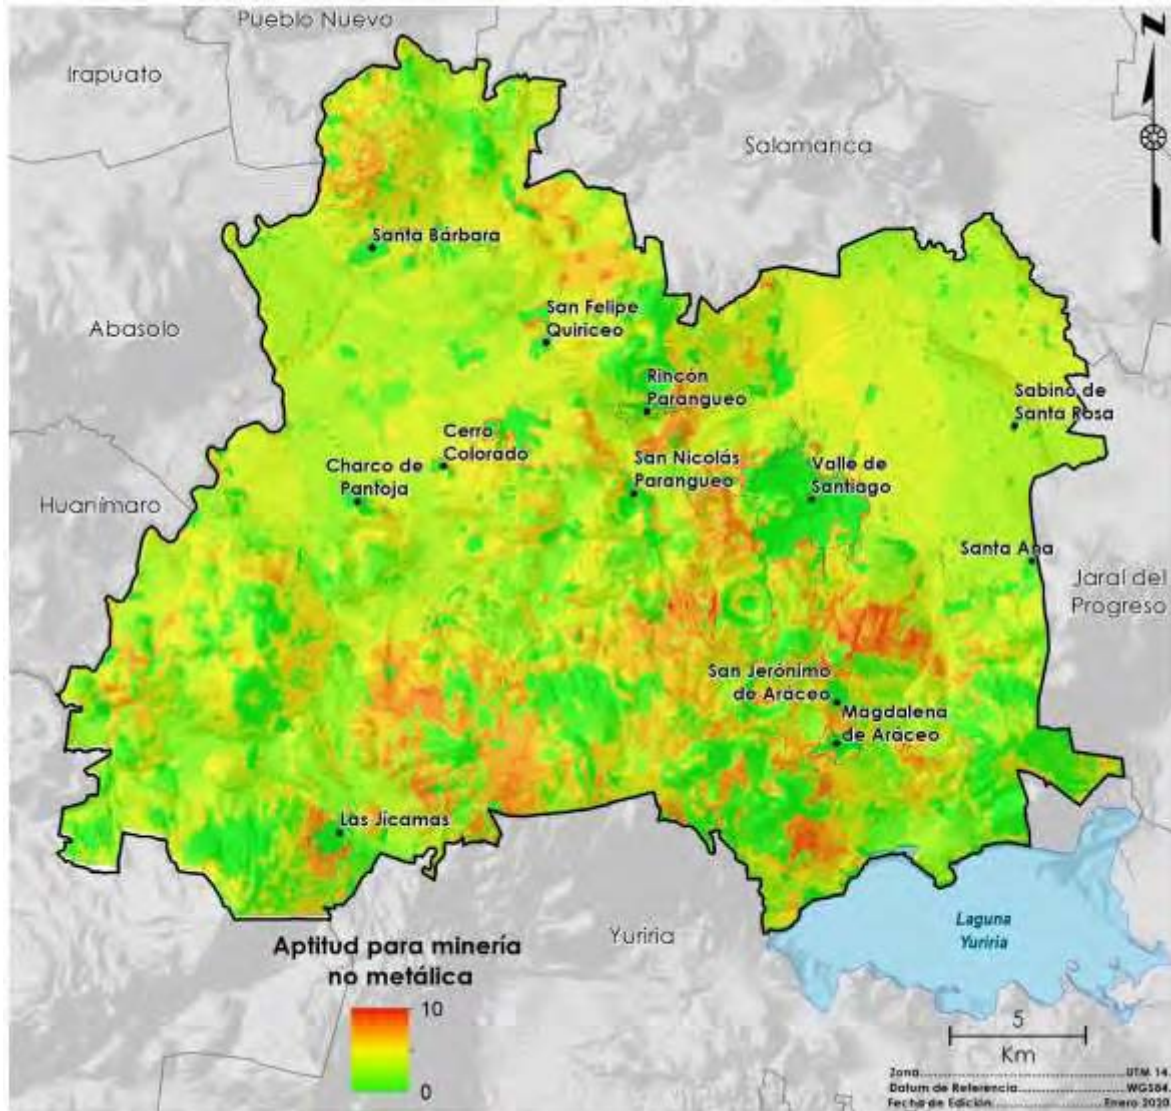 Pueblo Nuevo
Irapuato
Salamanca
Santa Bárbara
Abasolo
San Felipe
Quiriceo
Rincón
Parangueo
Sabino de
Santa Rosa
Cerro
Colorado
San Nicolás
Parangueo
Valle de
Santiago
Charco de
Pantoja
Huanímaro
Santa Ana
Jaral del
Progreso
San Jerónimo
de Aráceo
Magdalena
de Aráceo
Las Jícamas
Laguna
Yuriria
Yuriria
Aptitud para minería
no metálica
10
0
5
Km
Zona......................................UTM 14.
Datum de Referencia................WGS84.
Fecha de Edición..............Enero 2020
Z